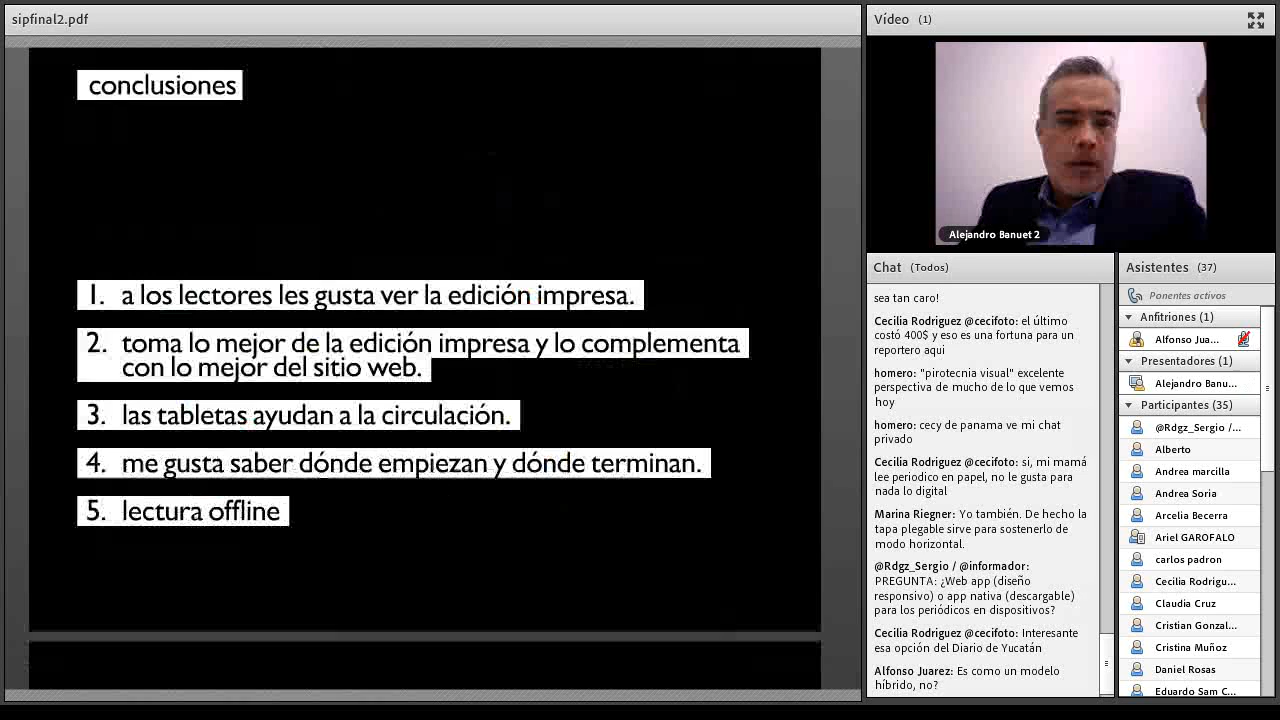 sipfinal2.pdf
conclusiones
1. a los lectores les gusta ver la edición impresa.
2. toma lo mejor de la edición impresa y lo complementa
con lo mejor del sitio web.
3. las tabletas ayudan a la circulación.
4. me gusta saber dónde empiezan y dónde terminan.
5. lectura offline
Vídeo (1)
Alejandro Banuet 2
Chat (Todos)
sea tan caro!
Cecilia Rodriguez @cecifoto: el último
costó 400$ y eso es una fortuna para un
reportero aqui
homero: "pirotecnia visual" excelente
perspectiva de mucho de lo que vemos
hoy
homero: cecy de panama ve mi chat
privado
Cecilia Rodriguez @cecifoto: si, mi mamá
lee periodico en papel, no le gusta para
nada lo digital
Marina Riegner: Yo también. De hecho la
tapa plegable sirve para sostenerlo de
modo horizontal.
@Rdgz_Sergio / @informador:
PREGUNTA: ¿Web app (diseño
responsivo) o app nativa (descargable)
para los periódicos en dispositivos?
Cecilia Rodriguez @cecifoto: Interesante
esa opción del Diario de Yucatán
Alfonso Juarez: Es como un modelo
híbrido, no?
Asistentes (37)
Ponentes activos
Anfitriones (1)
Alfonso Jua...
Presentadores (1)
Alejandro Banu...
Participantes (35)
@Rdgz_Sergio /...
Alberto
Andrea marcilla
Andrea Soria
Arcelia Becerra
Ariel GAROFALO
carlos padron
Cecilia Rodrigu...
Claudia Cruz
Cristian Gonzal...
Cristina Muñoz
Daniel Rosas
Eduardo Sam C...